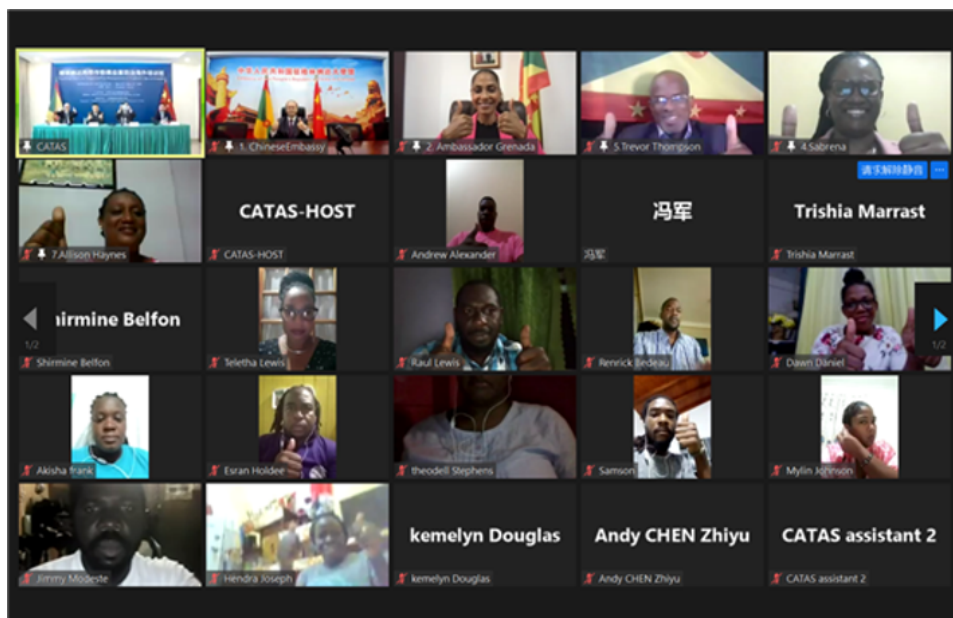 CATAS
1. ChineseEmbassy
2. Ambassador Grenada
5.Trevor Thompson
4.Sabrena
请求解除静音 ...
7.Allison Haynes
CATAS-HOST
CATAS-HOST
Andrew Alexander
冯军
冯军
Trishia Marrast
Trishia Marrast
hirmine Belfon
1/2
Shirmine Belfon
Teletha Lewis
Raul Lewis
Renrick Bedeau
Dawn Daniel
1/2
Akisha frank
Esran Holdee
theodell Stephens
Samson
Mylin Johnson
Jimmy Modeste
Hendra Joseph
kemelyn Douglas
kemelyn Douglas
Andy CHEN Zhiyu
Andy CHEN Zhiyu
CATAS assistant 2
CATAS assistant 2